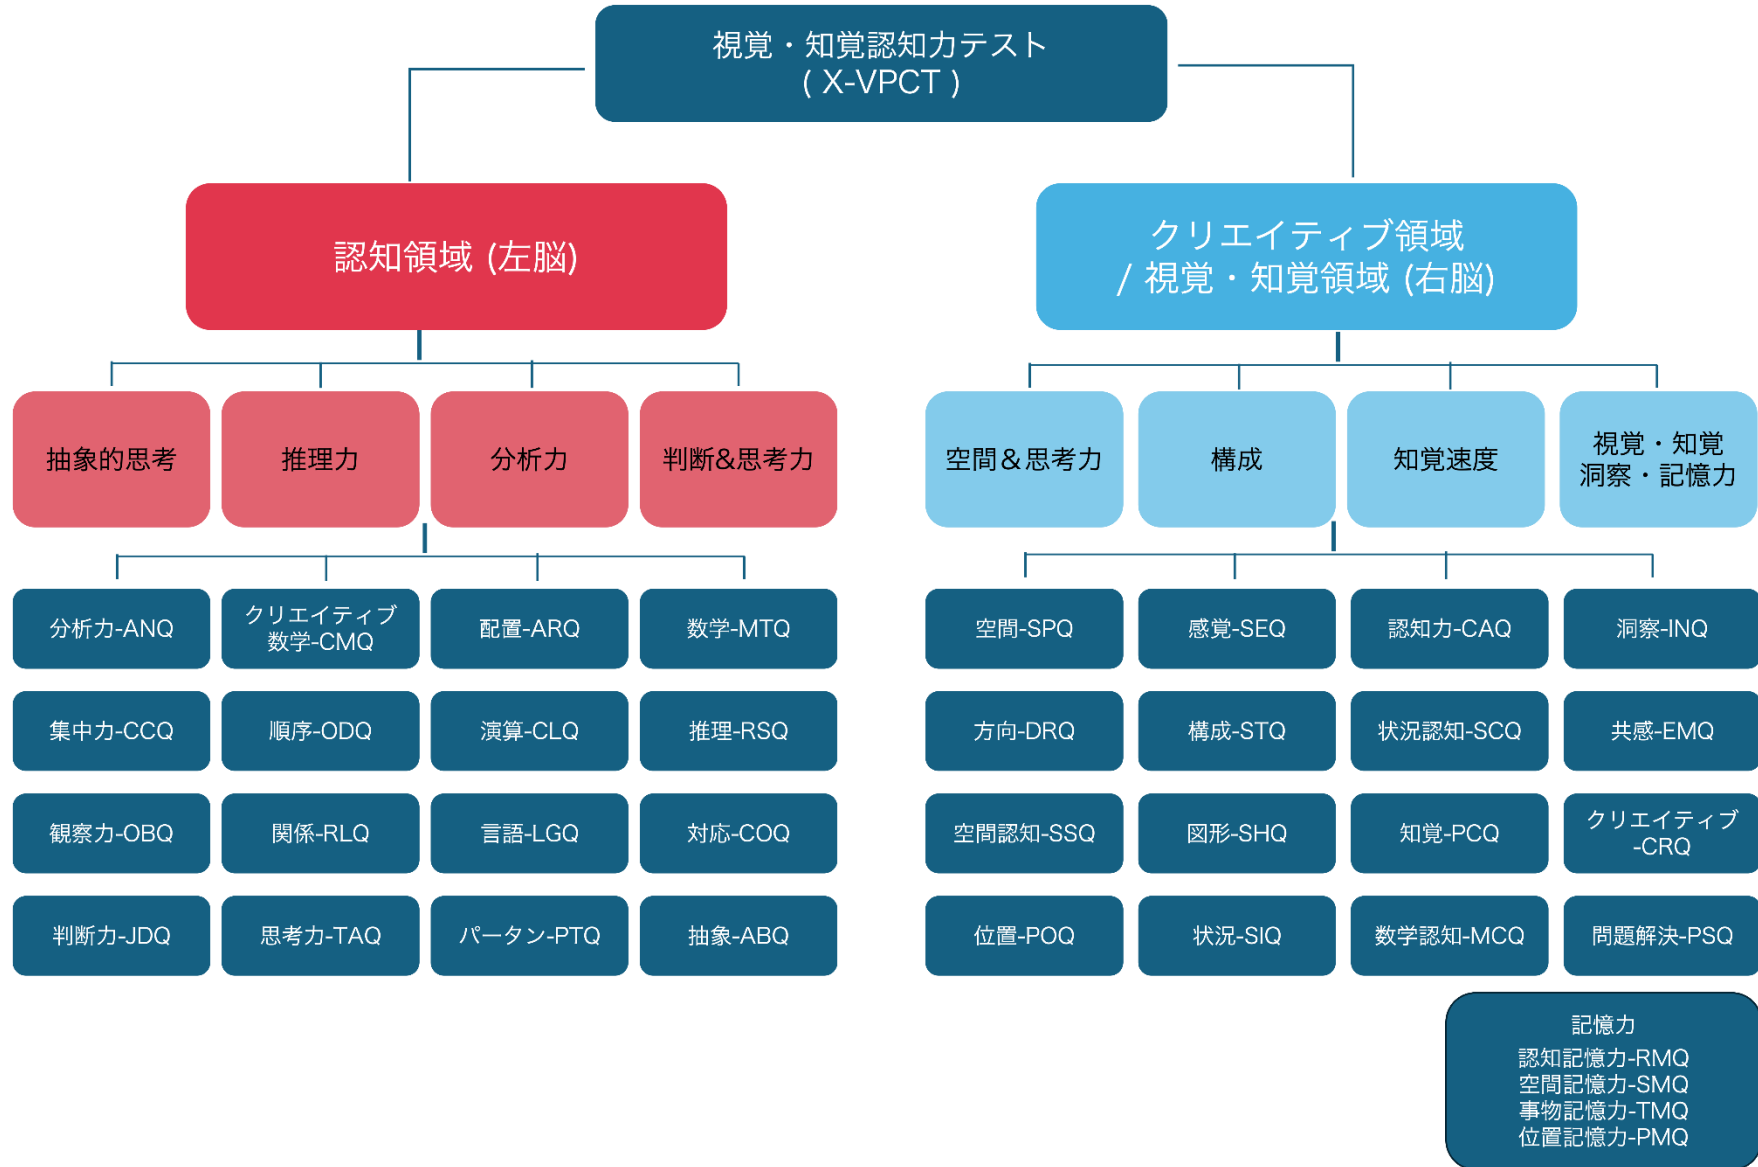 視覚・知覚認知力テスト
( X-VPCT )
認知領域 (左脳)
クリエイティブ領域
/ 視覚・知覚領域 (右脳)
抽象的思考
推理力
分析力
判断&思考力
空間&思考力
構成
知覚速度
視覚・知覚
洞察・記憶力
分析力-ANQ
クリエイティブ
数学-CMQ
配置-ARQ
数学-MTQ
空間-SPQ
感覚-SEQ
認知力-CAQ
洞察-INQ
集中力-CCQ
順序-ODQ
演算-CLQ
推理-RSQ
方向-DRQ
構成-STQ
状況認知-SCQ
共感-EMQ
観察力-OBQ
関係-RLQ
言語-LGQ
対応-COQ
空間認知-SSQ
図形-SHQ
知覚-PCQ
クリエイティブ
-CRQ
判断力-JDQ
思考力-TAQ
パータン-PTQ
抽象-ABQ
位置-POQ
状況-SIQ
数学認知-MCQ
問題解決-PSQ
記憶力
認知記憶力-RMQ
空間記憶力-SMQ
事物記憶力-TMQ
位置記憶力-PMQ